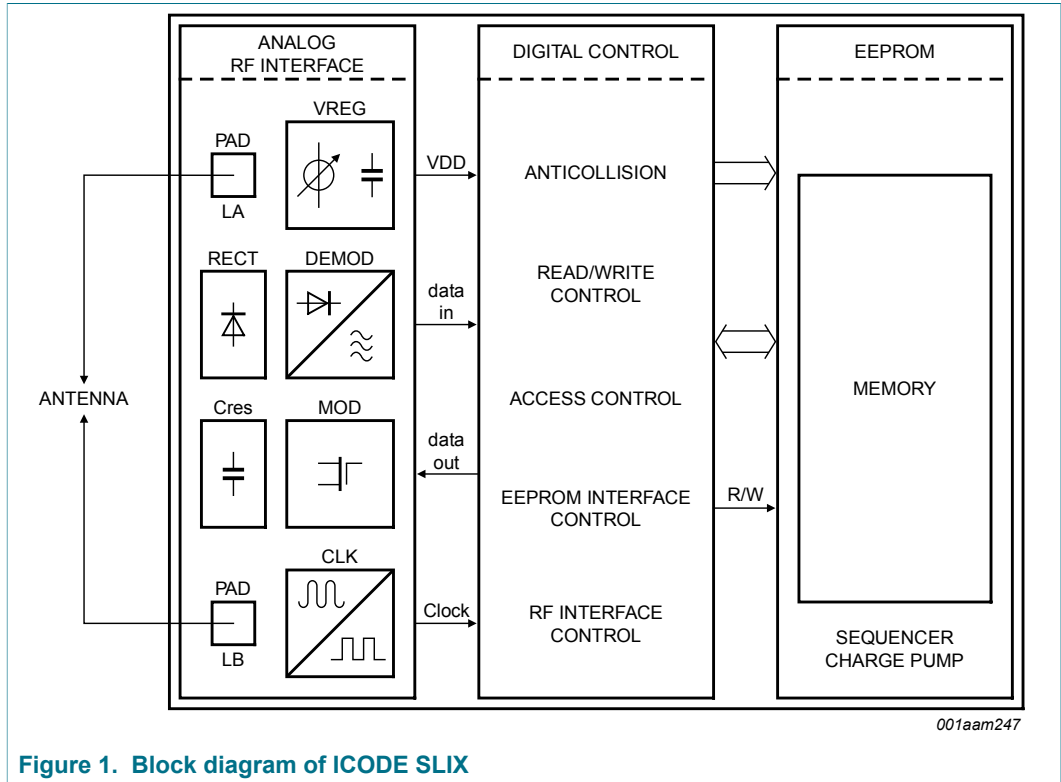 ANALOG
RF INTERFACE
VREG
PAD
LA
RECT
DEMOD
Cres
MOD
CLK
PAD
LB
ANTENNA
VDD
data
in
data
out
Clock
DIGITAL CONTROL
ANTICOLLISION
READ/WRITE
CONTROL
ACCESS CONTROL
EEPROM INTERFACE
CONTROL
RF INTERFACE
CONTROL
R/W
EEPROM
MEMORY
SEQUENCER
CHARGE PUMP
001aam247
Figure 1. Block diagram of ICODE SLIX